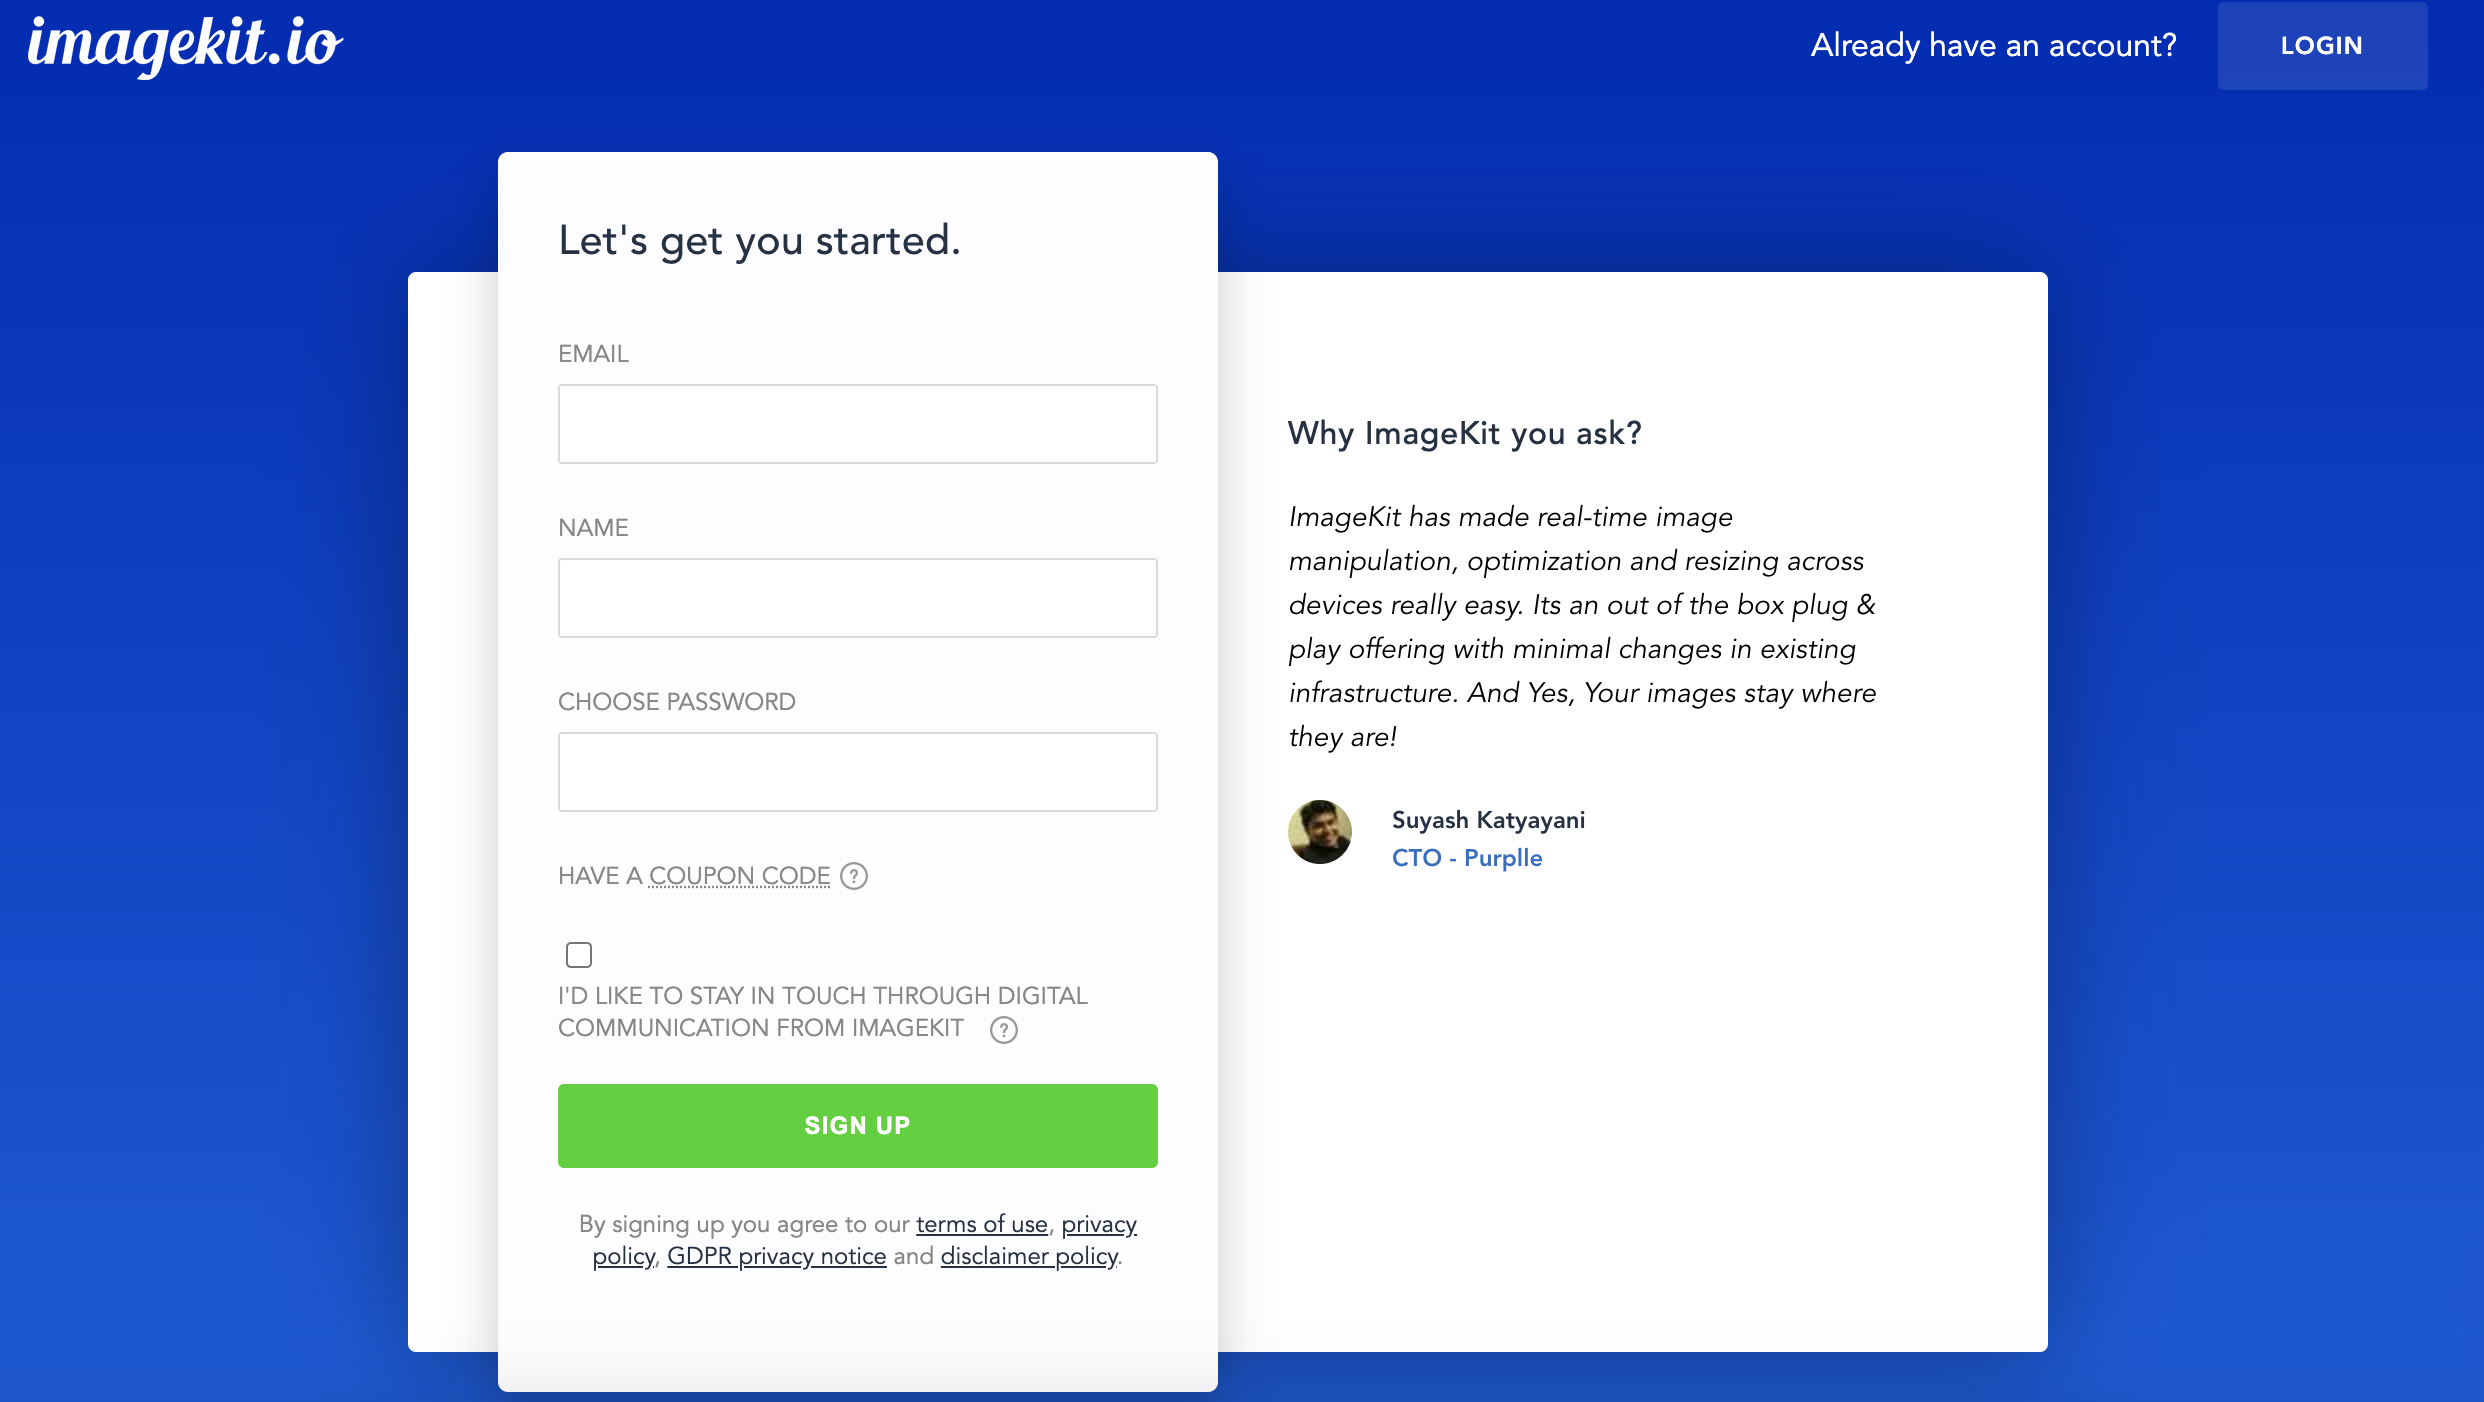 imagekit.io
Already have an account?
LOGIN
Let's get you started.
EMAIL
NAME
CHOOSE PASSWORD
HAVE A COUPON CODE ?
I'D LIKE TO STAY IN TOUCH THROUGH DIGITAL
COMMUNICATION FROM IMAGEKIT ?
SIGN UP
By signing up you agree to our terms of use, privacy
policy, GDPR privacy notice and disclaimer policy.
Why ImageKit you ask?
ImageKit has made real-time image
manipulation, optimization and resizing across
devices really easy. Its an out of the box plug &
play offering with minimal changes in existing
infrastructure. And Yes, Your images stay where
they are!
Suyash Katyayani
CTO - Purplle